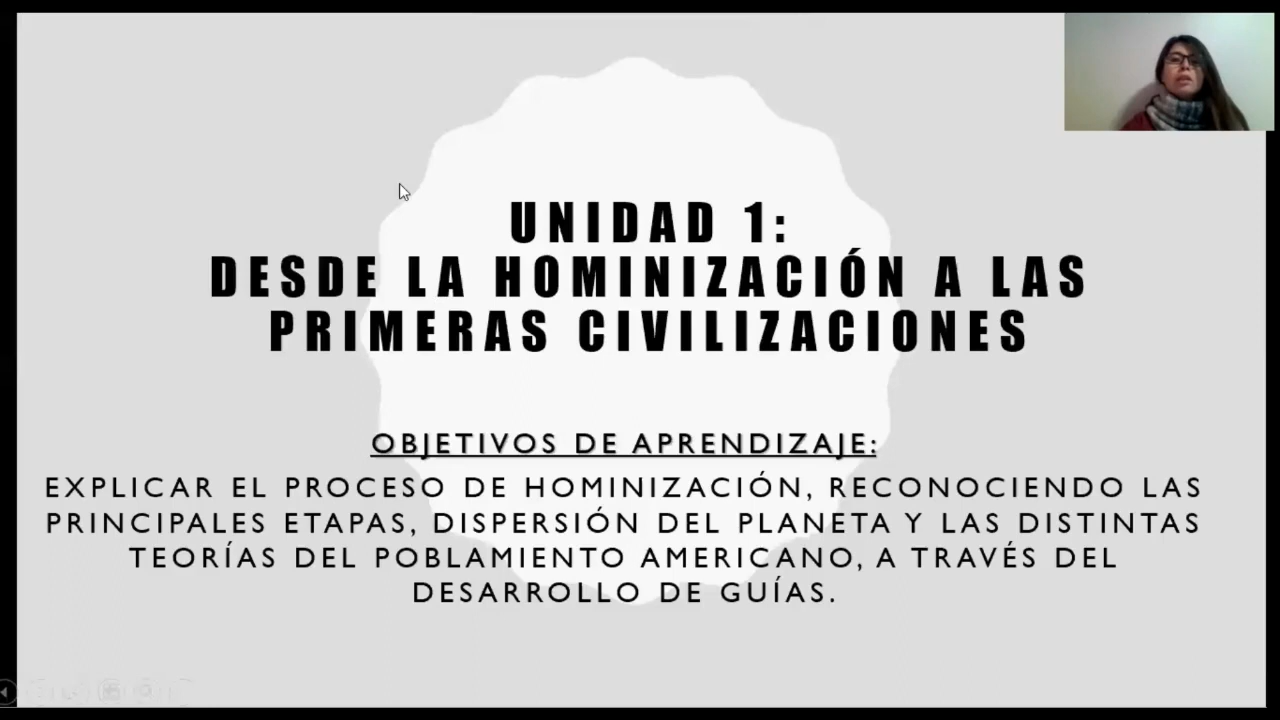 UNIDAD 1:
DESDE LA HOMINIZACIÓN A LAS
PRIMERAS CIVILIZACIONES
OBJETIVOS DE APRENDIZAJE:
EXPLICAR EL PROCESO DE HOMINIZACIÓN, RECONOCIENDO LAS
PRINCIPALES ETAPAS, DISPERSIÓN DEL PLANETA Y LAS DISTINTAS
TEORÍAS DEL POBLAMIENTO AMERICANO, A TRAVÉS DEL
DESARROLLO DE GUÍAS.